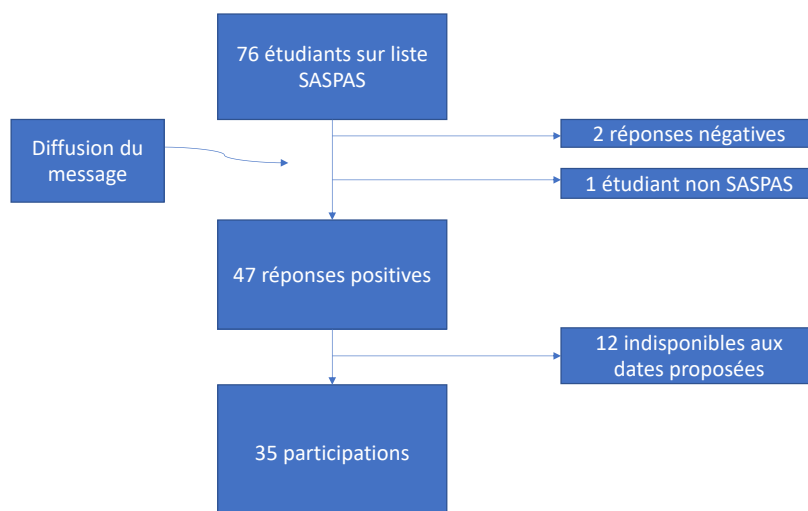 76 étudiants sur liste
SASPAS
Diffusion du
message
2 réponses négatives
1 étudiant non SASPAS
47 réponses positives
12 indisponibles aux
dates proposées
35 participations